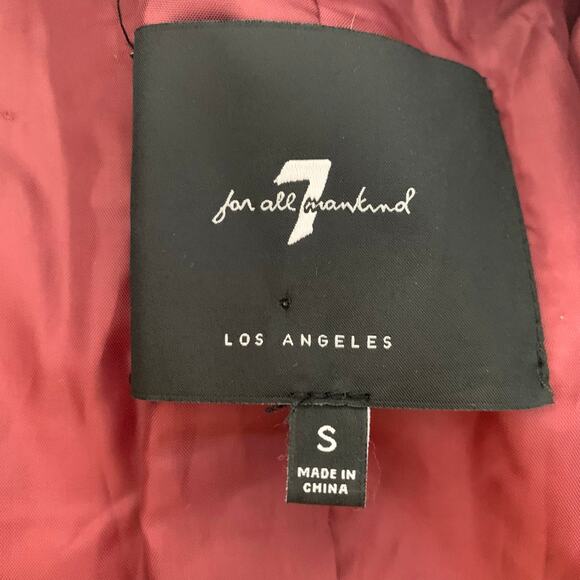 7
for all mankind
LOS ANGELES
S
MADE IN
CHINA